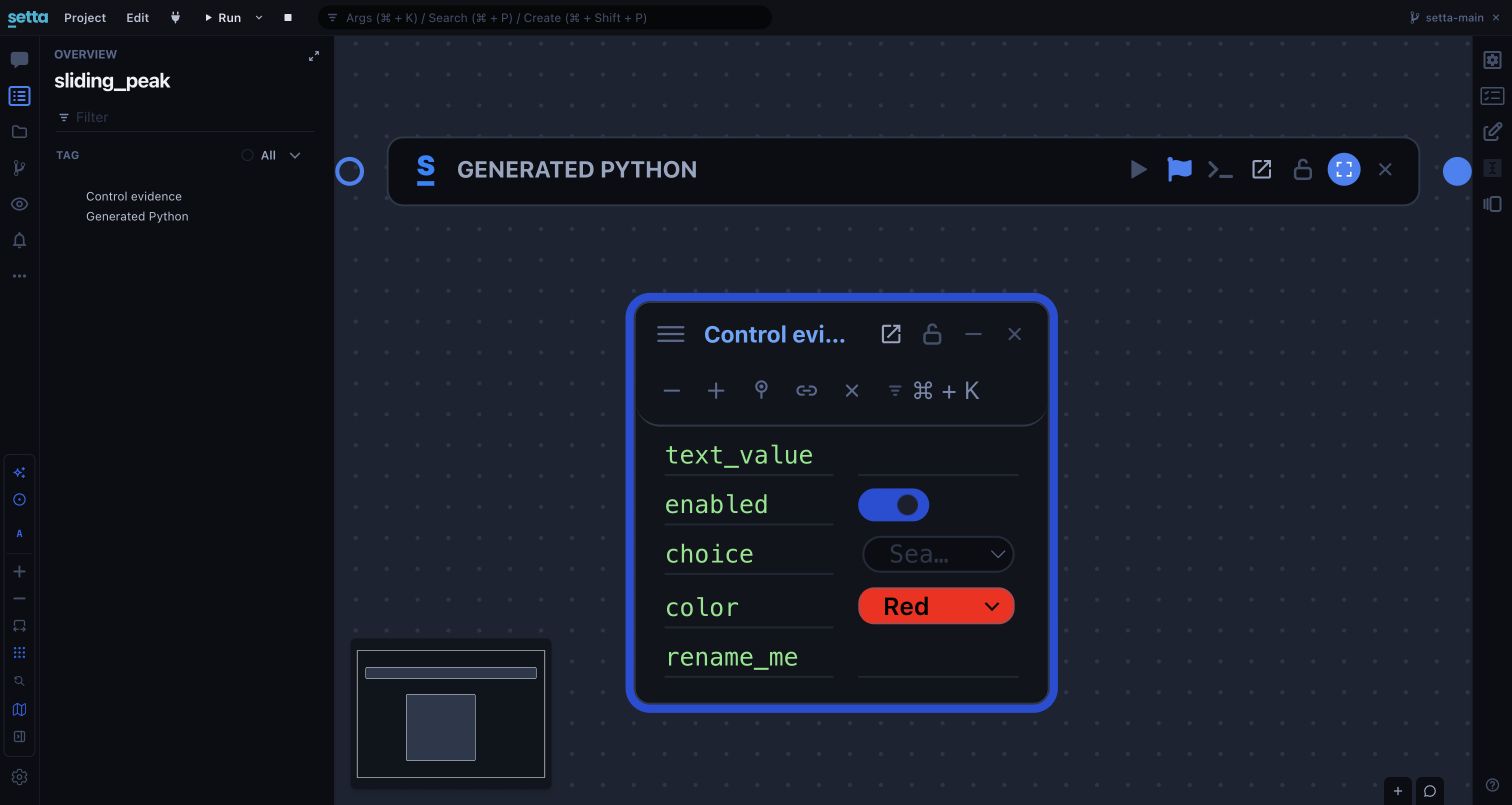 setta Project Edit Run Args (⌘ + K) / Search (⌘ + P) / Create (⌘ + Shift + P) setta-main
OVERVIEW
sliding_peak
Filter
TAG All
Control evidence
Generated Python
A
S GENERATED PYTHON
Control evi...
⌘ + K
text_value
enabled
choice Sea...
color Red
rename_me